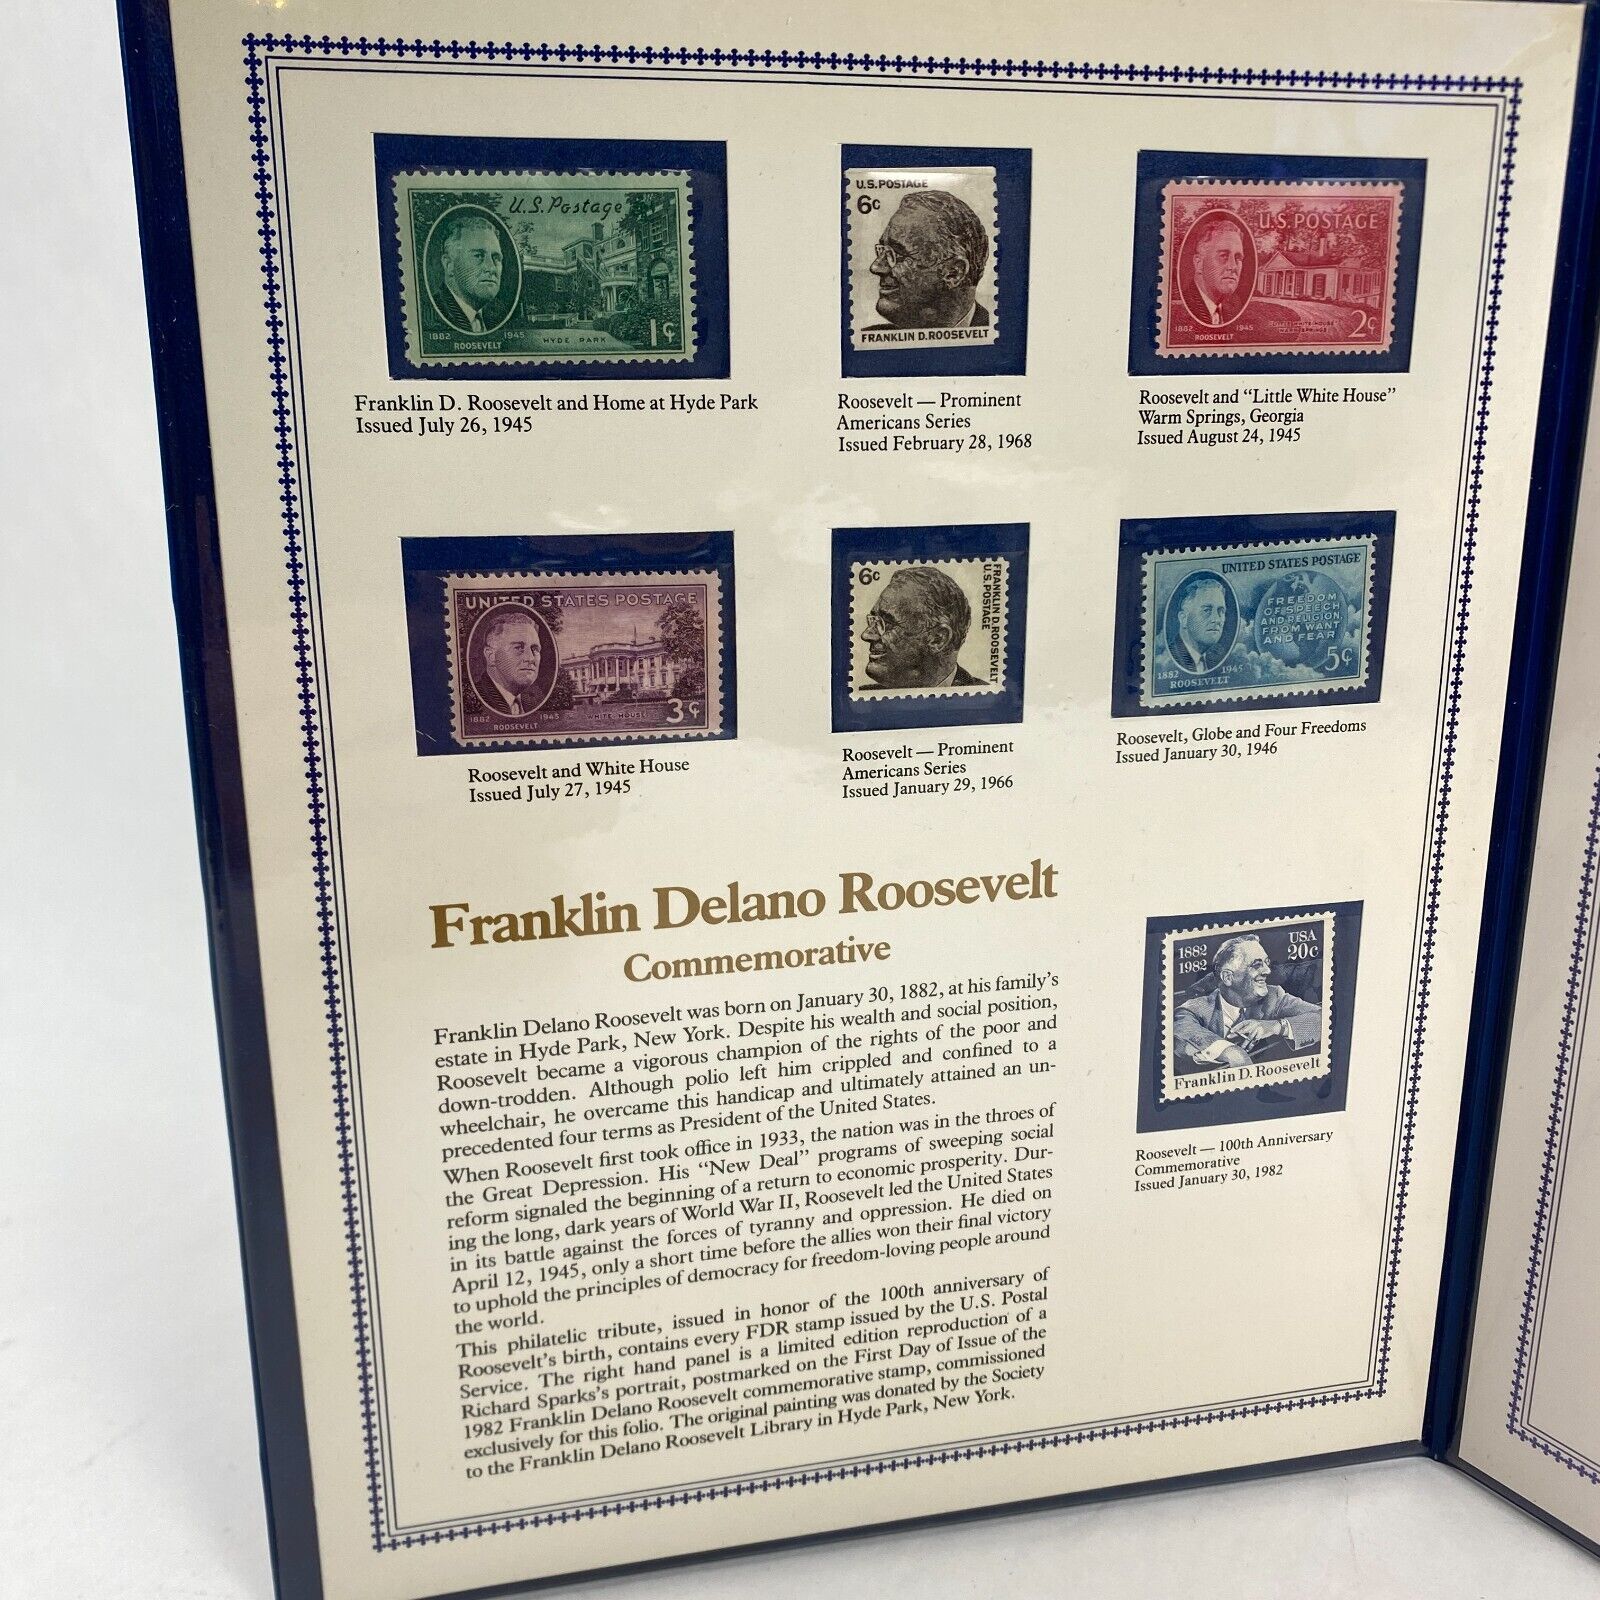 U.S. Postage
1882 1945
ROOSEVELT
HYDE PARK
1¢
Franklin D. Roosevelt and Home at Hyde Park
Issued July 26, 1945
U.S. POSTAGE
6c
FRANKLIN D. ROOSEVELT
Roosevelt — Prominent
Americans Series
Issued February 28, 1968
U.S. POSTAGE
1882 1945
ROOSEVELT
LITTLE WHITE HOUSE
WARM SPRINGS
2¢
Roosevelt and "Little White House"
Warm Springs, Georgia
Issued August 24, 1945
UNITED STATES POSTAGE
1882 1945
ROOSEVELT
WHITE HOUSE
3¢
Roosevelt and White House
Issued July 27, 1945
6c
FRANKLIN D. ROOSEVELT
U.S. POSTAGE
Roosevelt — Prominent
Americans Series
Issued January 29, 1966
UNITED STATES POSTAGE
FREEDOM
OF SPEECH
AND RELIGION,
FROM WANT
AND FEAR
1882 1945
ROOSEVELT
5¢
Roosevelt, Globe and Four Freedoms
Issued January 30, 1946
Franklin Delano Roosevelt
Commemorative
Franklin Delano Roosevelt was born on January 30, 1882, at his family's
estate in Hyde Park, New York. Despite his wealth and social position,
Roosevelt became a vigorous champion of the rights of the poor and
down-trodden. Although polio left him crippled and confined to a
wheelchair, he overcame this handicap and ultimately attained an un-
precedented four terms as President of the United States.
When Roosevelt first took office in 1933, the nation was in the throes of
the Great Depression. His "New Deal" programs of sweeping social
reform signaled the beginning of a return to economic prosperity. Dur-
ing the long, dark years of World War II, Roosevelt led the United States
in its battle against the forces of tyranny and oppression. He died on
April 12, 1945, only a short time before the allies won their final victory
to uphold the principles of democracy for freedom-loving people around
the world.
This philatelic tribute, issued in honor of the 100th anniversary of
Roosevelt's birth, contains every FDR stamp issued by the U.S. Postal
Service. The right hand panel is a limited edition reproduction of a
Richard Sparks's portrait, postmarked on the First Day of Issue of the
1982 Franklin Delano Roosevelt commemorative stamp, commissioned
exclusively for this folio. The original painting was donated by the Society
to the Franklin Delano Roosevelt Library in Hyde Park, New York.
1882
1982
USA
20c
Franklin D. Roosevelt
Roosevelt — 100th Anniversary
Commemorative
Issued January 30, 1982